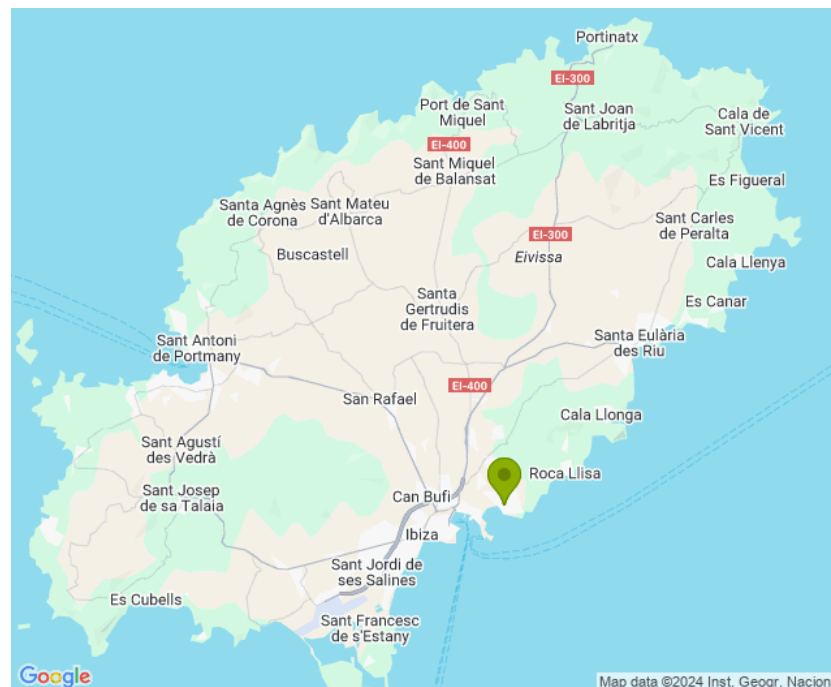 Portinatx
EI-300
Port de Sant
Miquel
Sant Joan
de Labritja
Cala de
Sant Vicent
EI-400
Sant Miquel
de Balansat
Es Figueral
Santa Agnès
de Corona
Sant Mateu
d'Albarca
Sant Carles
de Peralta
EI-300
Buscastell
Eivissa
Cala Llenya
Santa
Gertrudis
de Fruitera
Es Canar
Sant Antoni
de Portmany
Santa Eulària
des Riu
EI-400
San Rafael
Cala Llonga
Sant Agustí
des Vedrà
Roca Llisa
Sant Josep
de sa Talaia
Can Bufi
Ibiza
Sant Jordi de
ses Salines
Es Cubells
Sant Francesc
de s'Estany
Google
Map data ©2024 Inst. Geogr. Nacion